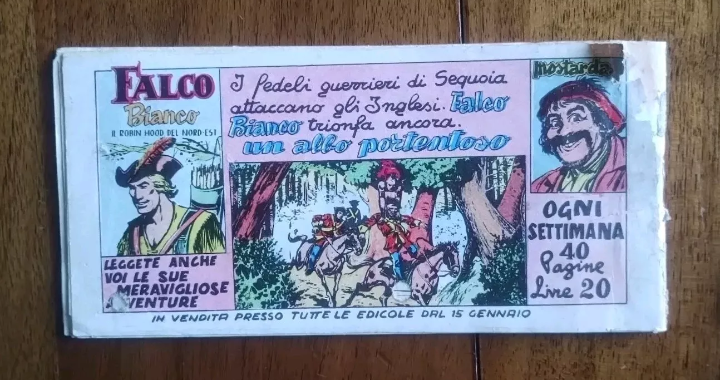 FALCO
Bianco
IL ROBIN HOOD DEL NORD-EST
LEGGETE ANCHE
VOI LE SUE
MERAVIGLIOSE
AVVENTURE
I fedeli guerrieri di Sequoia
attaccano gli Inglesi. Falco
Bianco trionfa ancora.
un albo portentoso
mostarda
OGNI
SETTIMANA
40
Pagine
Lire 20
IN VENDITA PRESSO TUTTE LE EDICOLE DAL 15 GENNAIO